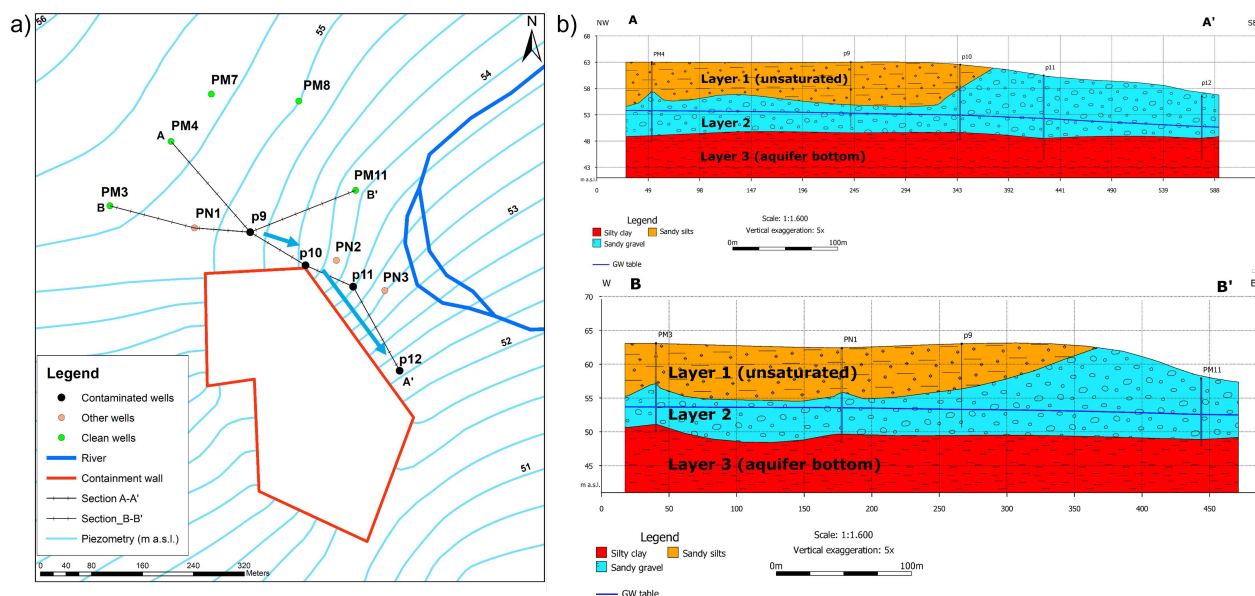 a)
N
56
55
54
53
52
51
PM7
PM8
PM4
A
PM3
B
PN1
p9
PM11
B'
p10
PN2
p11
PN3
p12
A'
Legend
Contaminated wells
Other wells
Clean wells
River
Containment wall
Section A-A'
Section_B-B'
Piezometry (m a.s.l.)
0 40 80 160 240 320
Meters
b)
NW A A' SE
68
63
58
53
48
43
m a.s.l.
PM4 p9 p10 p11 p12
Layer 1 (unsaturated)
Layer 2
Layer 3 (aquifer bottom)
0 49 98 147 196 245 294 343 392 441 490 539 588
Legend
Silty clay Sandy silts
Sandy gravel
GW table
Scale: 1:1.600
Vertical exaggeration: 5x
0m 100m
W B B' E
70
65
60
55
50
45
m a.s.l.
PM3 PN1 p9 PM11
Layer 1 (unsaturated)
Layer 2
Layer 3 (aquifer bottom)
0 50 100 150 200 250 300 350 400 450
Legend
Silty clay Sandy silts
Sandy gravel
GW table
Scale: 1:1.600
Vertical exaggeration: 5x
0m 100m